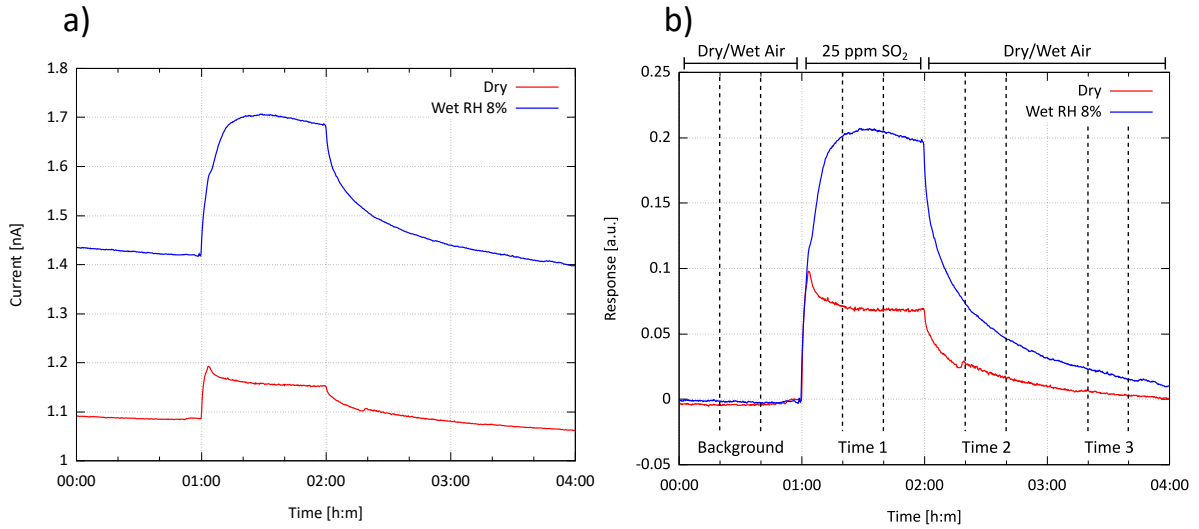 a)
1.8
1.7
1.6
1.5
1.4
1.3
1.2
1.1
1
Current [nA]
Dry
Wet RH 8%
00:00 01:00 02:00 03:00 04:00
Time [h:m]
b)
Dry/Wet Air 25 ppm SO₂ Dry/Wet Air
0.25
0.2
0.15
0.1
0.05
0
-0.05
Response [a.u.]
Dry
Wet RH 8%
Background Time 1 Time 2 Time 3
00:00 01:00 02:00 03:00 04:00
Time [h:m]